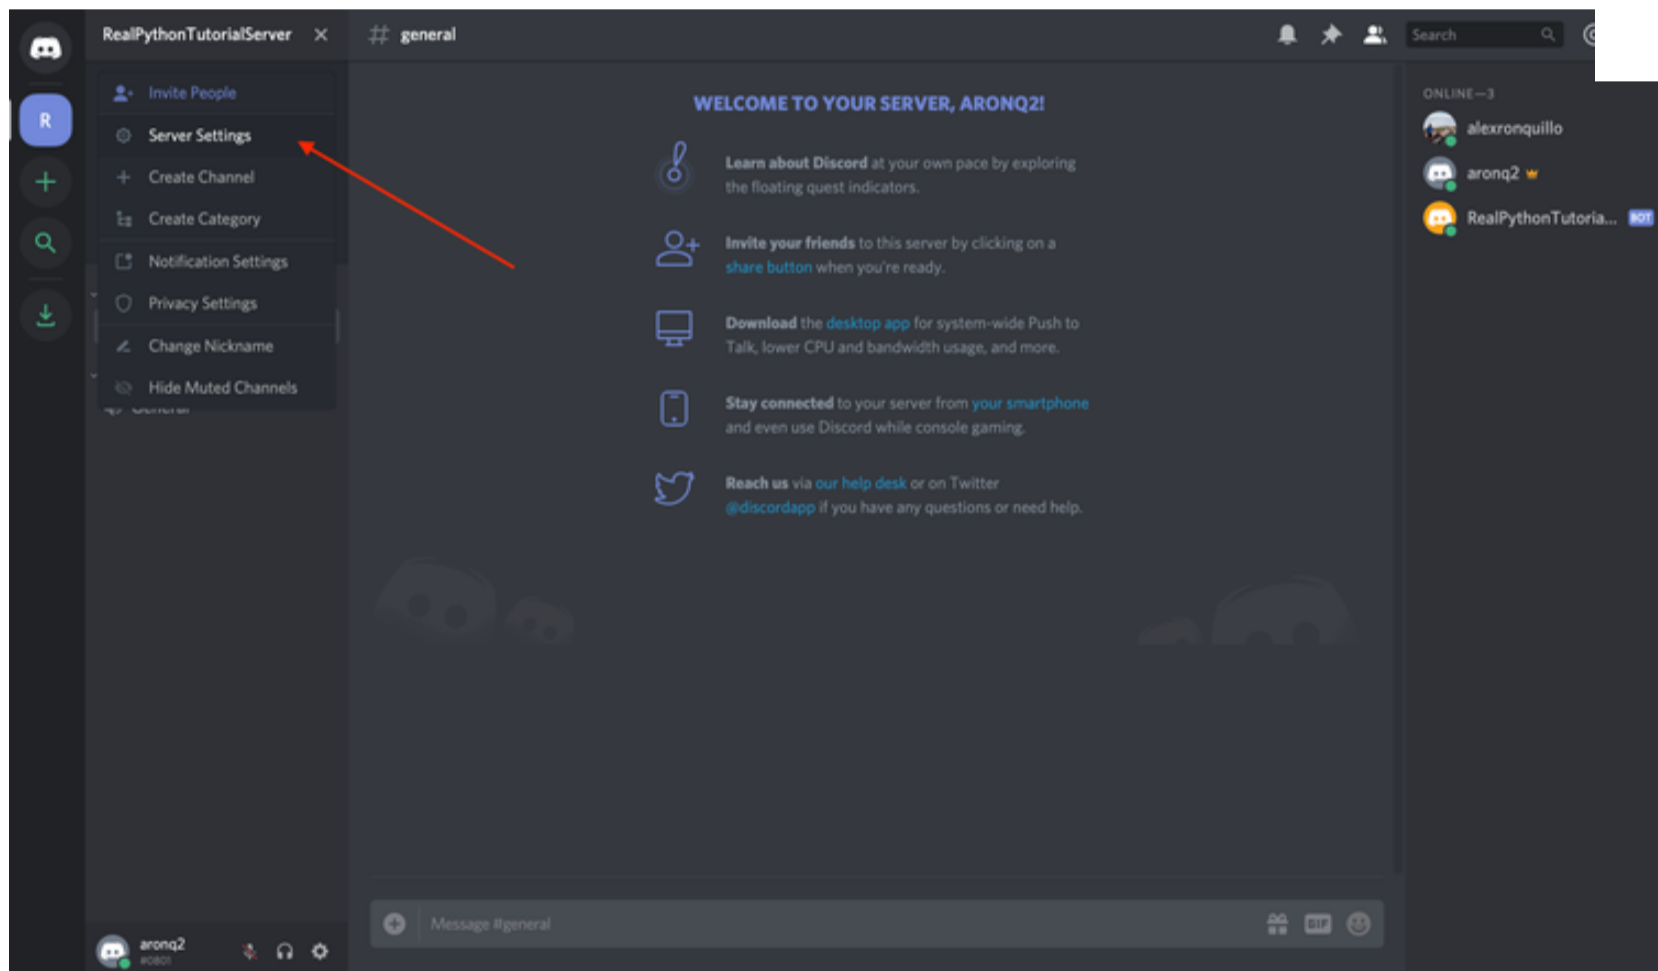 RealPythonTutorialServer
general
Search
R
Invite People
Server Settings
Create Channel
Create Category
Notification Settings
Privacy Settings
Change Nickname
Hide Muted Channels
General
WELCOME TO YOUR SERVER, ARONQ2!
Learn about Discord at your own pace by exploring
the floating quest indicators.
Invite your friends to this server by clicking on a
share button when you're ready.
Download the desktop app for system-wide Push to
Talk, lower CPU and bandwidth usage, and more.
Stay connected to your server from your smartphone
and even use Discord while console gaming.
Reach us via our help desk or on Twitter
@discordapp if you have any questions or need help.
ONLINE—3
alexronquillo
aronq2
RealPythonTutoria... BOT
Message #general
GIF
aronq2
#0801